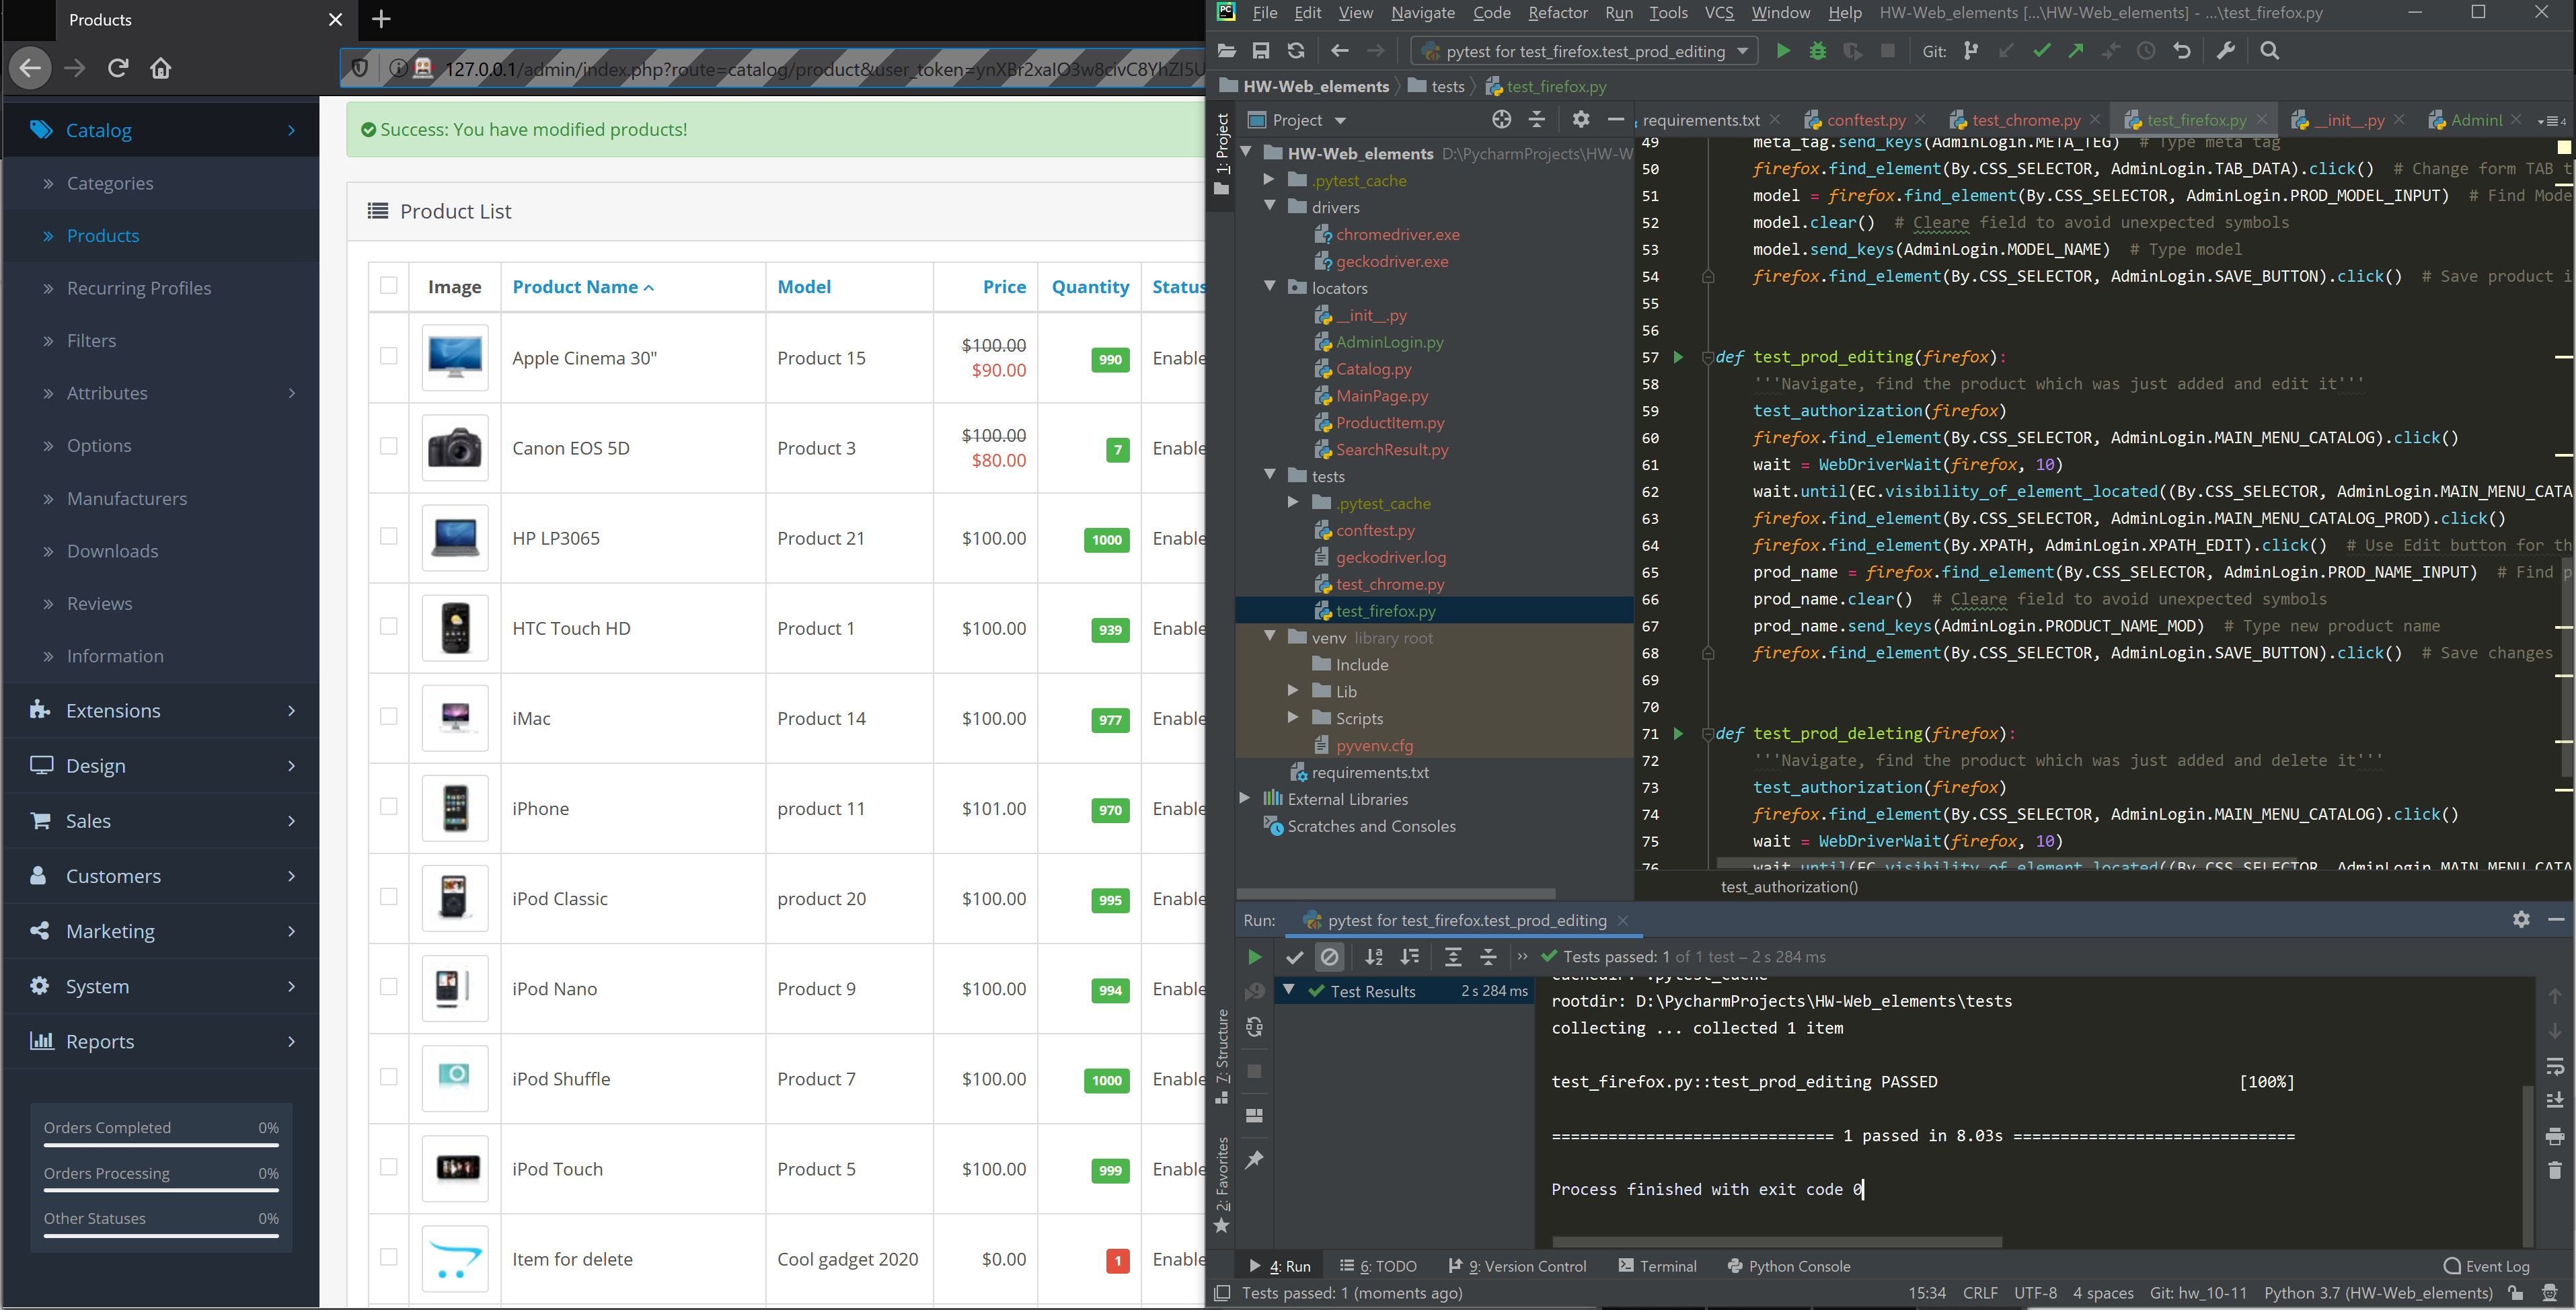 Products
127.0.0.1/admin/index.php?route=catalog/product&user_token=ynXBr2xaIO3w8civC8YhZI5U
Catalog
Categories
Products
Recurring Profiles
Filters
Attributes
Options
Manufacturers
Downloads
Reviews
Information
Extensions
Design
Sales
Customers
Marketing
System
Reports
Orders Completed 0%
Orders Processing 0%
Other Statuses 0%
Success: You have modified products!
Product List
Image Product Name Model Price Quantity Status
Apple Cinema 30" Product 15 $100.00 $90.00 990 Enable
Canon EOS 5D Product 3 $100.00 $80.00 7 Enable
HP LP3065 Product 21 $100.00 1000 Enable
HTC Touch HD Product 1 $100.00 939 Enable
iMac Product 14 $100.00 977 Enable
iPhone product 11 $101.00 970 Enable
iPod Classic product 20 $100.00 995 Enable
iPod Nano Product 9 $100.00 994 Enable
iPod Shuffle Product 7 $100.00 1000 Enable
iPod Touch Product 5 $100.00 999 Enable
Item for delete Cool gadget 2020 $0.00 1 Enable
PC File Edit View Navigate Code Refactor Run Tools VCS Window Help HW-Web_elements [...\HW-Web_elements] - ...\test_firefox.py
pytest for test_firefox.test_prod_editing Git:
HW-Web_elements tests test_firefox.py
1: Project
Project
requirements.txt conftest.py test_chrome.py test_firefox.py __init__.py AdminL 4
HW-Web_elements D:\PycharmProjects\HW-W
.pytest_cache
drivers
chromedriver.exe
geckodriver.exe
locators
__init__.py
AdminLogin.py
Catalog.py
MainPage.py
ProductItem.py
SearchResult.py
tests
.pytest_cache
conftest.py
geckodriver.log
test_chrome.py
test_firefox.py
venv library root
Include
Lib
Scripts
pyvenv.cfg
requirements.txt
External Libraries
Scratches and Consoles
49 meta_tag.send_keys(AdminLogin.META_TEG) # Type meta tag
50 firefox.find_element(By.CSS_SELECTOR, AdminLogin.TAB_DATA).click() # Change form TAB t
51 model = firefox.find_element(By.CSS_SELECTOR, AdminLogin.PROD_MODEL_INPUT) # Find Mode
52 model.clear() # Cleare field to avoid unexpected symbols
53 model.send_keys(AdminLogin.MODEL_NAME) # Type model
54 firefox.find_element(By.CSS_SELECTOR, AdminLogin.SAVE_BUTTON).click() # Save product i
55
56
57 def test_prod_editing(firefox):
58 '''Navigate, find the product which was just added and edit it'''
59 test_authorization(firefox)
60 firefox.find_element(By.CSS_SELECTOR, AdminLogin.MAIN_MENU_CATALOG).click()
61 wait = WebDriverWait(firefox, 10)
62 wait.until(EC.visibility_of_element_located((By.CSS_SELECTOR, AdminLogin.MAIN_MENU_CATA
63 firefox.find_element(By.CSS_SELECTOR, AdminLogin.MAIN_MENU_CATALOG_PROD).click()
64 firefox.find_element(By.XPATH, AdminLogin.XPATH_EDIT).click() # Use Edit button for th
65 prod_name = firefox.find_element(By.CSS_SELECTOR, AdminLogin.PROD_NAME_INPUT) # Find p
66 prod_name.clear() # Cleare field to avoid unexpected symbols
67 prod_name.send_keys(AdminLogin.PRODUCT_NAME_MOD) # Type new product name
68 firefox.find_element(By.CSS_SELECTOR, AdminLogin.SAVE_BUTTON).click() # Save changes
69
70
71 def test_prod_deleting(firefox):
72 '''Navigate, find the product which was just added and delete it'''
73 test_authorization(firefox)
74 firefox.find_element(By.CSS_SELECTOR, AdminLogin.MAIN_MENU_CATALOG).click()
75 wait = WebDriverWait(firefox, 10)
76 wait.until(EC.visibility_of_element_located((By.CSS_SELECTOR, AdminLogin.MAIN_MENU_CATA
test_authorization()
Run: pytest for test_firefox.test_prod_editing
Tests passed: 1 of 1 test – 2 s 284 ms
Test Results 2 s 284 ms
cachedir: .pytest_cache
rootdir: D:\PycharmProjects\HW-Web_elements\tests
collecting ... collected 1 item
test_firefox.py::test_prod_editing PASSED [100%]
============================== 1 passed in 8.03s ==============================
Process finished with exit code 0
7: Structure
2: Favorites
4: Run 6: TODO 9: Version Control Terminal Python Console Event Log
Tests passed: 1 (moments ago) 15:34 CRLF UTF-8 4 spaces Git: hw_10-11 Python 3.7 (HW-Web_elements)